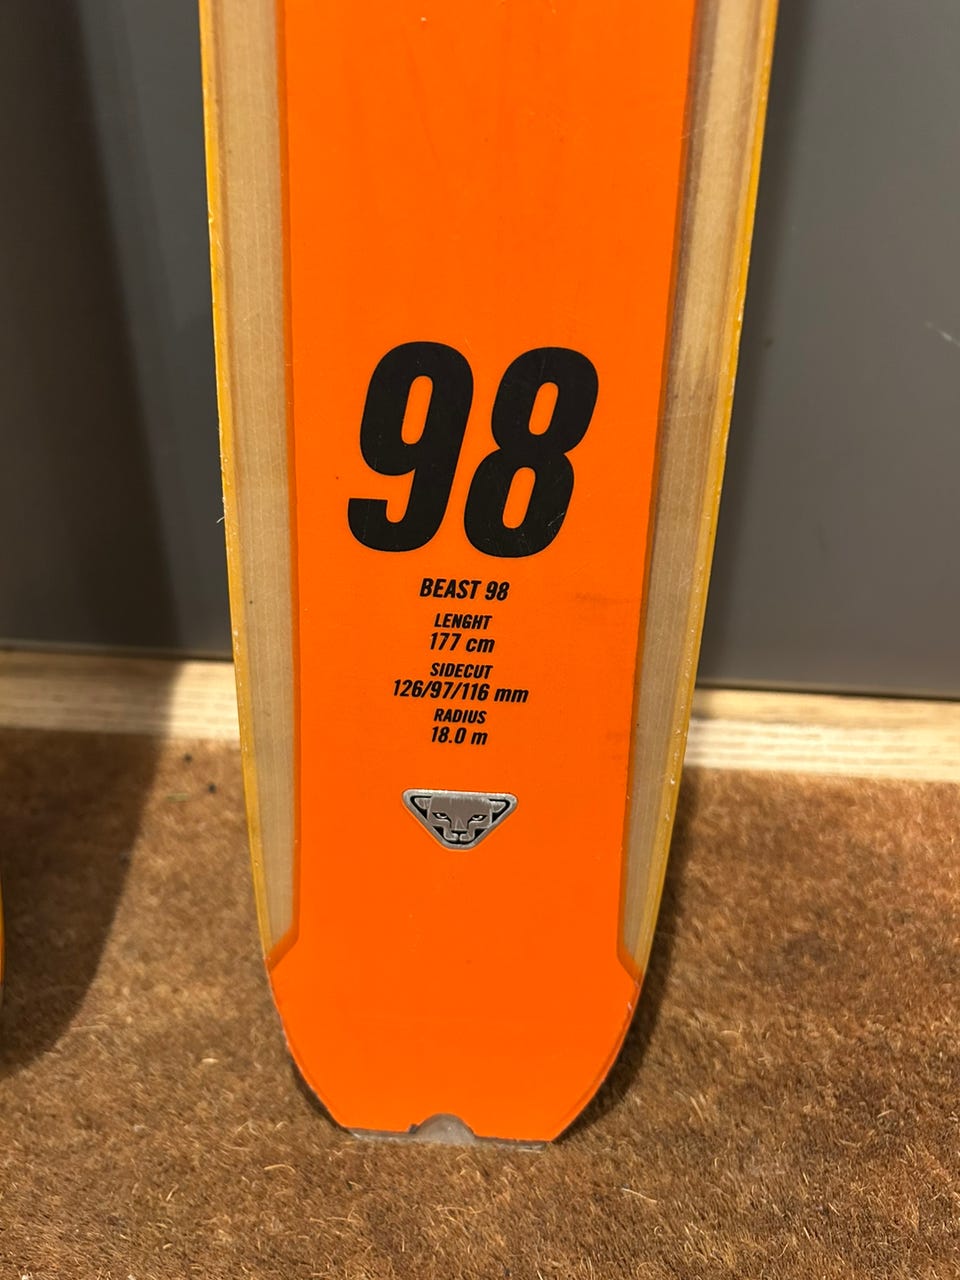 98
BEAST 98
LENGHT
177 cm
SIDECUT
126/97/116 mm
RADIUS
18.0 m